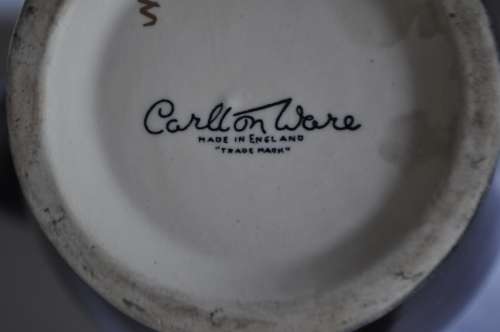 Carlton Ware
MADE IN ENGLAND
"TRADE MARK"